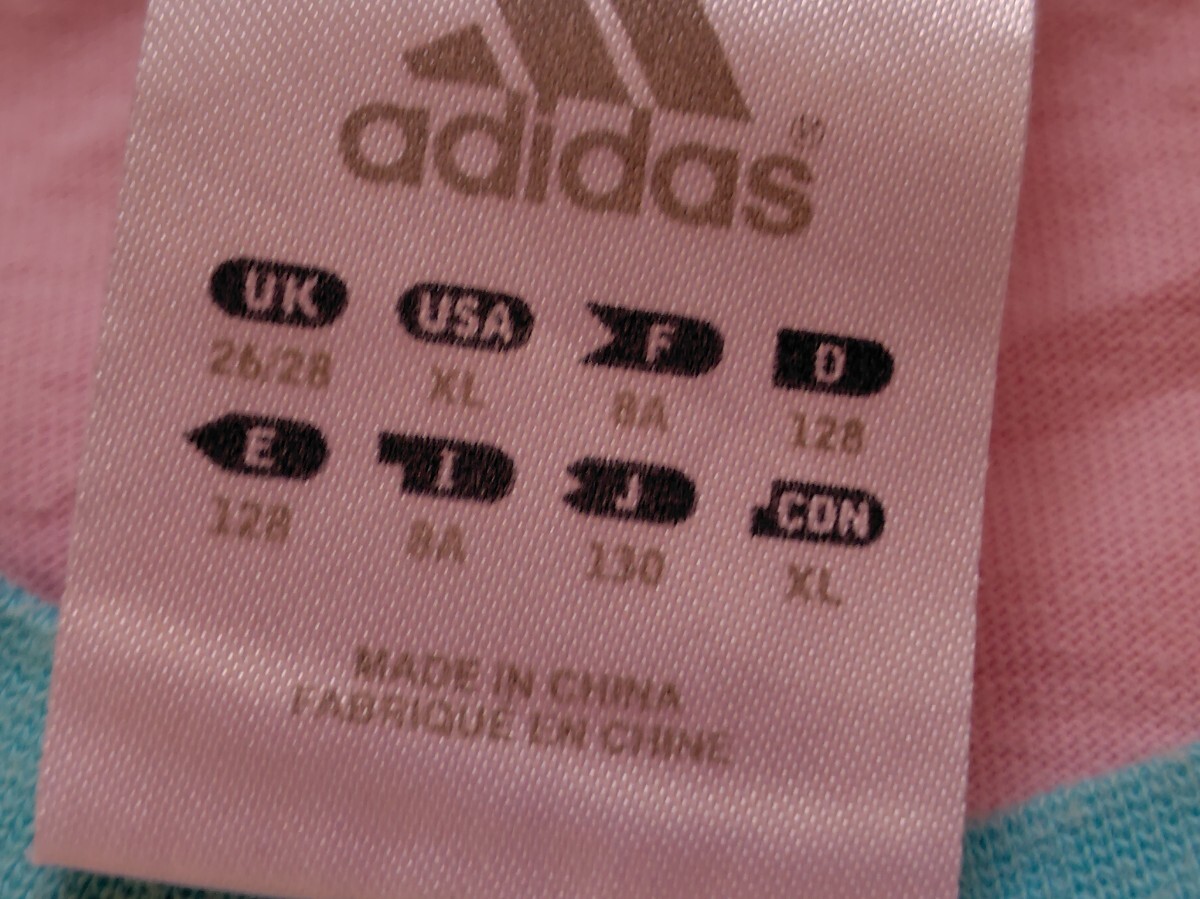 adidas®
UK USA F D
26/28 XL 8A 128
E I J CON
128 8A 130 XL
MADE IN CHINA
FABRIQUE EN CHINE